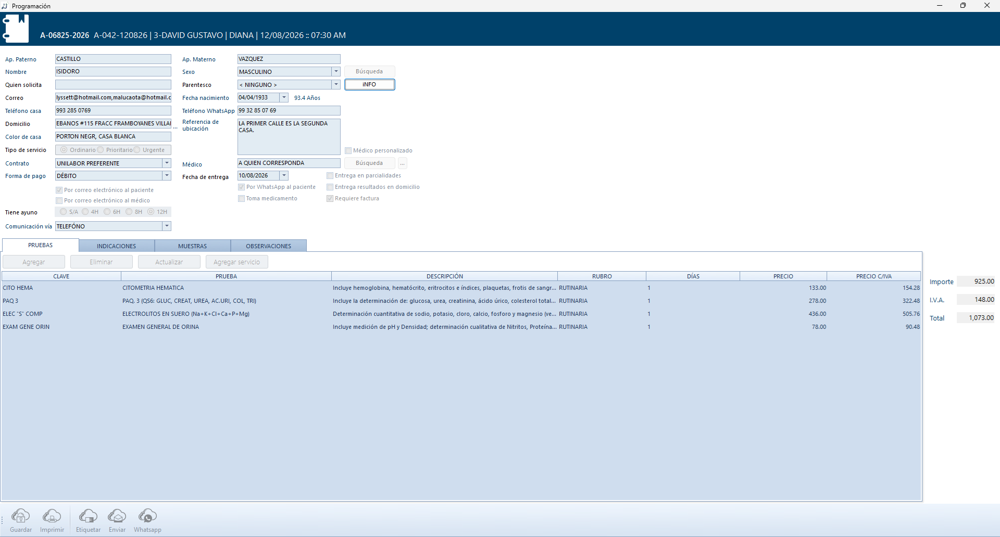 Programación
A-06825-2026 A-042-120826 | 3-DAVID GUSTAVO | DIANA | 12/08/2026 :: 07:30 AM
Ap. Paterno CASTILLO Ap. Materno VAZQUEZ
Nombre ISIDORO Sexo MASCULINO Búsqueda
Quien solicita Parentesco < NINGUNO > iNFO
Correo lyssett@hotmail.com,malucaota@hotmail.c Fecha nacimiento 04/04/1933 93.4 Años
Teléfono casa 993 285 0769 Teléfono WhatsApp 99 32 85 07 69
Domicilio EBANOS #115 FRACC FRAMBOYANES VILLAI ... Referencia de ubicación LA PRIMER CALLE ES LA SEGUNDA
CASA.
Color de casa PORTON NEGR, CASA BLANCA
Tipo de servicio Ordinario Prioritario Urgente Médico personalizado
Contrato UNILABOR PREFERENTE Médico A QUIEN CORRESPONDA Búsqueda ...
Forma de pago DÉBITO Fecha de entrega 10/08/2026 Entrega en parcialidades
Por correo electrónico al paciente Por WhatsApp al paciente Entrega resultados en domicilio
Por correo electrónico al médico Toma medicamento Requiere factura
Tiene ayuno S/A 4H 6H 8H 12H
Comunicación vía TELEFÓNO
PRUEBAS INDICACIONES MUESTRAS OBSERVACIONES
Agregar Eliminar Actualizar Agregar servicio
CLAVE PRUEBA DESCRIPCIÓN RUBRO DÍAS PRECIO PRECIO C/IVA
CITO HEMA CITOMETRIA HEMATICA Incluye hemoglobina, hematócrito, eritrocitos e índices, plaquetas, frotis de sangr... RUTINARIA 1 133.00 154.28
PAQ 3 PAQ. 3 (QS6: GLUC, CREAT, UREA, AC.URI, COL, TRI) Incluye la determinación de: glucosa, urea, creatinina, ácido úrico, colesterol total... RUTINARIA 1 278.00 322.48
ELEC "S" COMP ELECTROLITOS EN SUERO (Na+K+Cl+Ca+P+Mg) Determinación cuantitativa de sodio, potasio, cloro, calcio, fosforo y magnesio (ve... RUTINARIA 1 436.00 505.76
EXAM GENE ORIN EXAMEN GENERAL DE ORINA Incluye medición de pH y Densidad; determinación cualitativa de Nitritos, Proteína... RUTINARIA 1 78.00 90.48
Importe 925.00
I.V.A. 148.00
Total 1,073.00
Guardar Imprimir Etiquetar Enviar Whatsapp